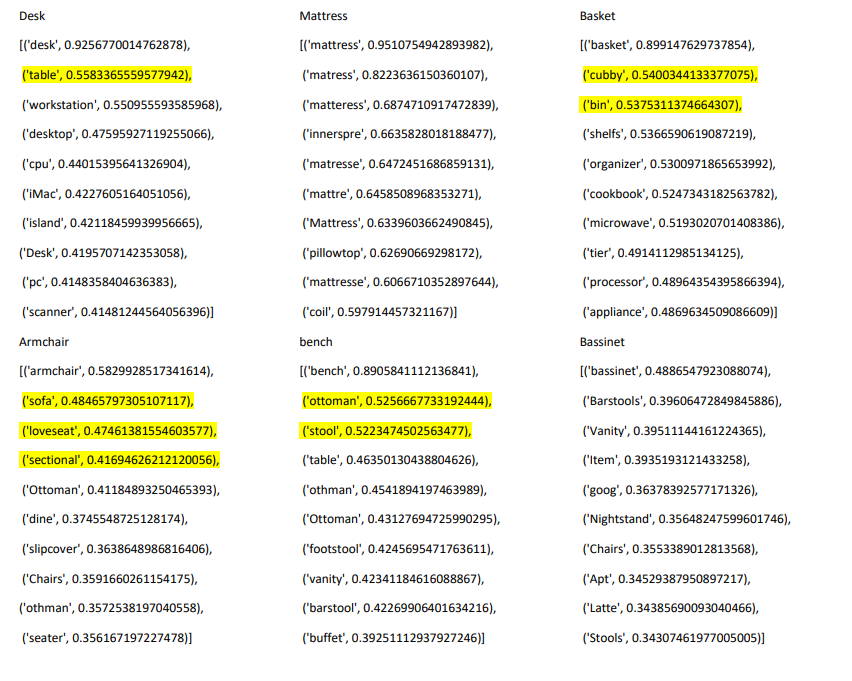 Desk
[('desk', 0.9256770014762878),
('table', 0.5583365559577942),
('workstation', 0.550955593585968),
('desktop', 0.47595927119255066),
('cpu', 0.44015395641326904),
('iMac', 0.4227605164051056),
('island', 0.42118459939956665),
('Desk', 0.4195707142353058),
('pc', 0.4148358404636383),
('scanner', 0.41481244564056396)]
Armchair
[('armchair', 0.5829928517341614),
('sofa', 0.48465797305107117),
('loveseat', 0.47461381554603577),
('sectional', 0.41694626212120056),
('Ottoman', 0.41184893250465393),
('dine', 0.3745548725128174),
('slipcover', 0.3638648986816406),
('Chairs', 0.3591660261154175),
('othman', 0.3572538197040558),
('seater', 0.356167197227478)]
Mattress
[('mattress', 0.9510754942893982),
('matress', 0.8223636150360107),
('matteress', 0.6874710917472839),
('innerspre', 0.6635828018188477),
('matresse', 0.6472451686859131),
('mattre', 0.6458508968353271),
('Mattress', 0.6339603662490845),
('pillowtop', 0.62690669298172),
('mattresse', 0.6066710352897644),
('coil', 0.597914457321167)]
bench
[('bench', 0.8905841112136841),
('ottoman', 0.5256667733192444),
('stool', 0.5223474502563477),
('table', 0.46350130438804626),
('othman', 0.4541894197463989),
('Ottoman', 0.43127694725990295),
('footstool', 0.4245695471763611),
('vanity', 0.42341184616088867),
('barstool', 0.42269906401634216),
('buffet', 0.39251112937927246)]
Basket
[('basket', 0.899147629737854),
('cubby', 0.5400344133377075),
('bin', 0.5375311374664307),
('shelfs', 0.5366590619087219),
('organizer', 0.5300971865653992),
('cookbook', 0.5247343182563782),
('microwave', 0.5193020701408386),
('tier', 0.4914112985134125),
('processor', 0.48964354395866394),
('appliance', 0.4869634509086609)]
Bassinet
[('bassinet', 0.4886547923088074),
('Barstools', 0.39606472849845886),
('Vanity', 0.39511144161224365),
('Item', 0.3935193121433258),
('goog', 0.36378392577171326),
('Nightstand', 0.35648247599601746),
('Chairs', 0.3553389012813568),
('Apt', 0.34529387950897217),
('Latte', 0.34385690093040466),
('Stools', 0.34307461977005005)]